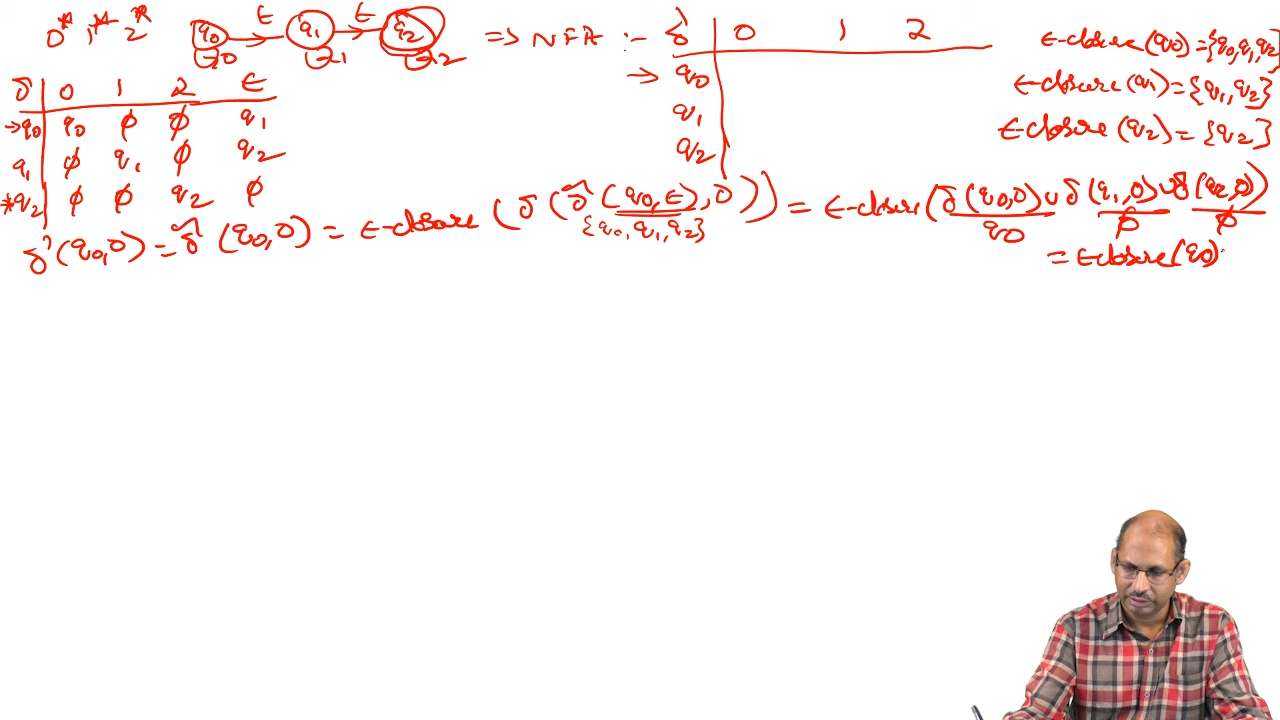 0* 1* 2*
q0 ε q1 ε q2
0 1 2
=> NFA :-
δ 0 1 2 ε
→q0 q0 φ φ q1
q1 φ q1 φ q2
*q2 φ φ q2 φ
δ' 0 1 2
→ q0
q1
q2
ε-closure(q0)={q0,q1,q2}
ε-closure(q1)={q1,q2}
ε-closure(q2)={q2}
δ'(q0,0)=δ̂(q0,0)=ε-closure(δ(δ̂(q0,ε),0))=ε-closure(δ(q0,0)∪δ(q1,0)∪δ(q2,0))
{q0,q1,q2} q0 φ φ
=ε-closure(q0)